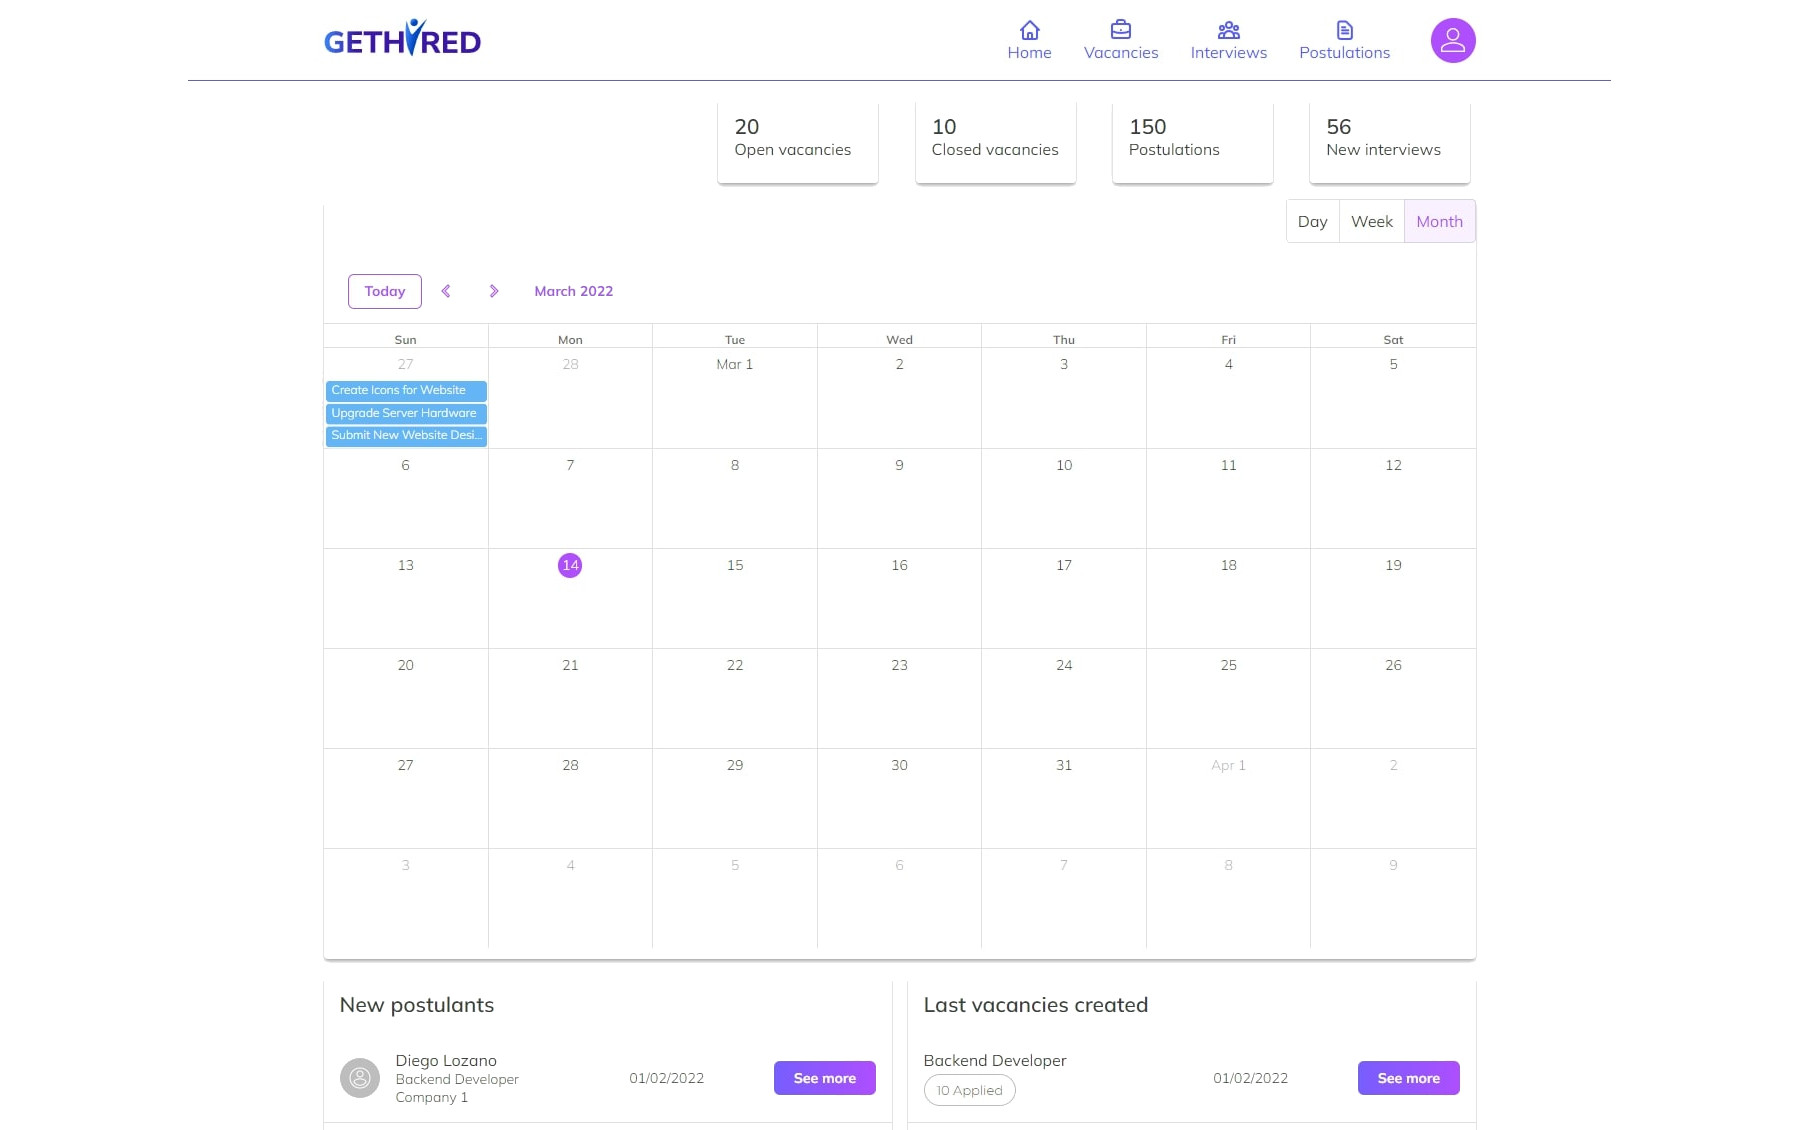 GETHIRED
Home Vacancies Interviews Postulations
20 10 150 56
Open vacancies Closed vacancies Postulations New interviews
Day Week Month
Today March 2022
Sun Mon Tue Wed Thu Fri Sat
27 28 Mar 1 2 3 4 5
Create Icons for Website
Upgrade Server Hardware
Submit New Website Desi...
6 7 8 9 10 11 12
13 14 15 16 17 18 19
20 21 22 23 24 25 26
27 28 29 30 31 Apr 1 2
3 4 5 6 7 8 9
New postulants
Diego Lozano
Backend Developer
Company 1
01/02/2022
See more
Last vacancies created
Backend Developer
10 Applied
01/02/2022
See more